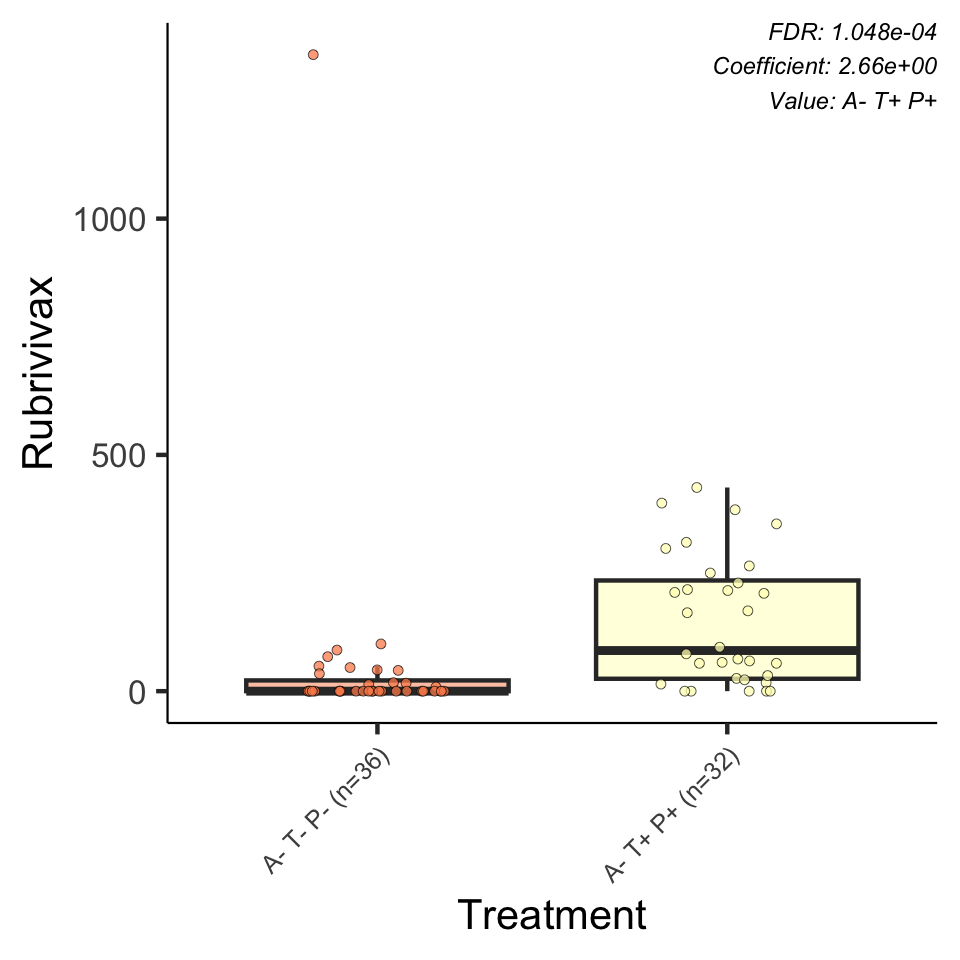 FDR: 1.048e-04
Coefficient: 2.66e+00
Value: A- T+ P+
1000
500
0
Rubrivivax
A- T- P- (n=36)
A- T+ P+ (n=32)
Treatment